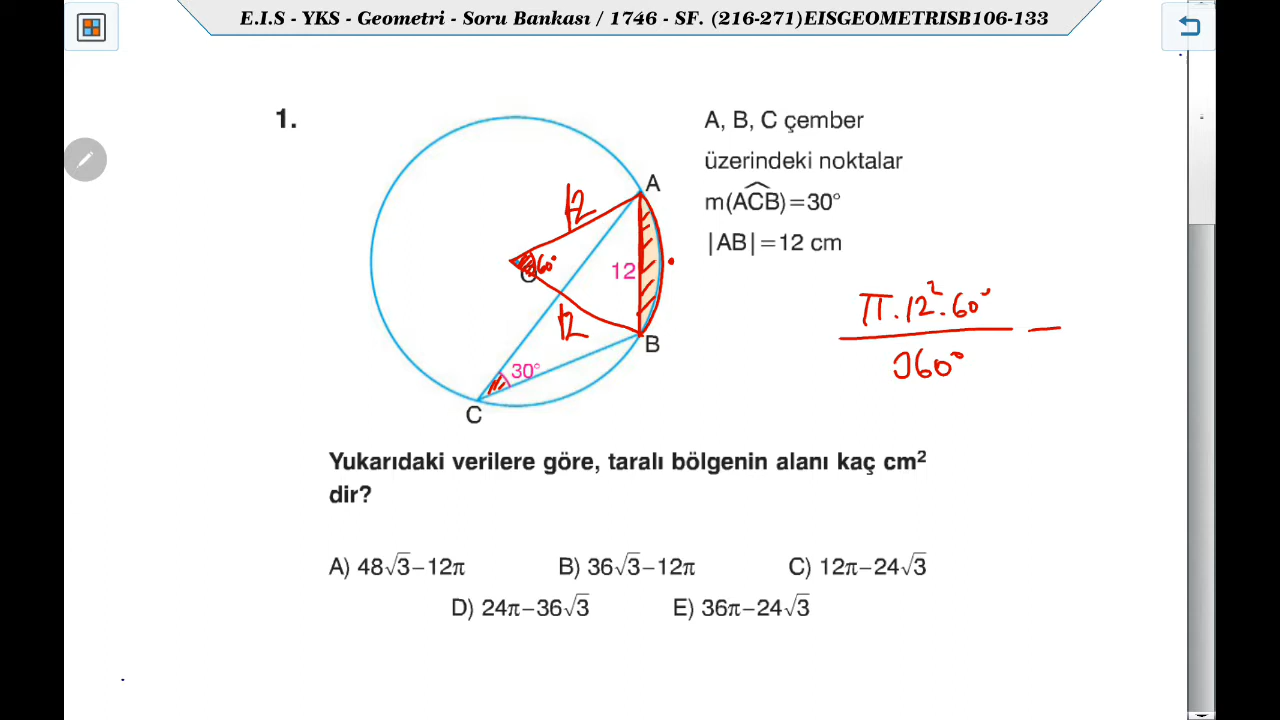 E.I.S - YKS - Geometri - Soru Bankası / 1746 - SF. (216-271)EISGEOMETRISB106-133
1.
A, B, C çember
üzerindeki noktalar
m(ACB)=30°
|AB|=12 cm
A
12
O
60°
12
12
B
30°
C
π.12².60°
360°
—
Yukarıdaki verilere göre, taralı bölgenin alanı kaç cm²
dir?
A) 48√3−12π B) 36√3−12π C) 12π−24√3
D) 24π−36√3 E) 36π−24√3